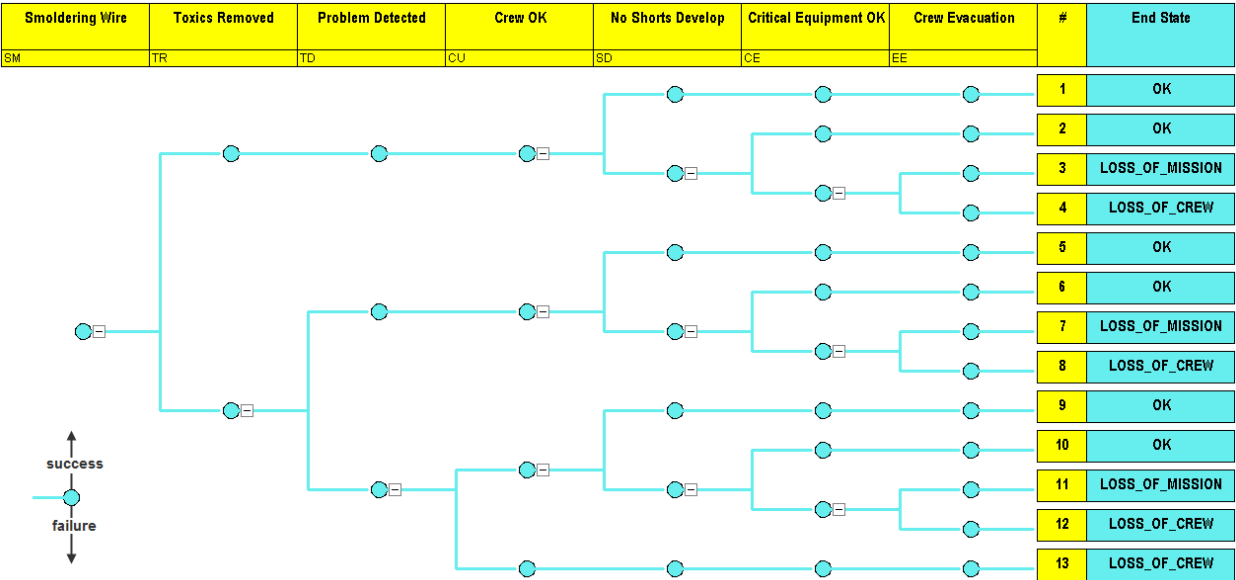 Smoldering Wire Toxics Removed Problem Detected Crew OK No Shorts Develop Critical Equipment OK Crew Evacuation # End State
SM TR TD CU SD CE EE
1 OK
2 OK
3 LOSS_OF_MISSION
4 LOSS_OF_CREW
5 OK
6 OK
7 LOSS_OF_MISSION
8 LOSS_OF_CREW
9 OK
10 OK
11 LOSS_OF_MISSION
12 LOSS_OF_CREW
13 LOSS_OF_CREW
success
failure